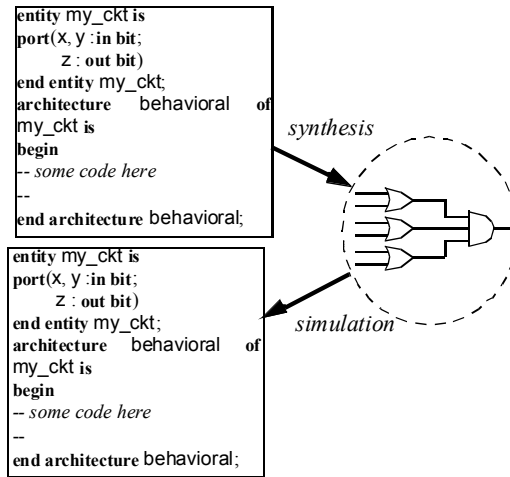 entity my_ckt is
port(x, y :in bit;
z : out bit)
end entity my_ckt;
architecture behavioral of
my_ckt is
begin
-- some code here
--
end architecture behavioral;
synthesis
entity my_ckt is
port(x, y :in bit;
z : out bit)
end entity my_ckt;
architecture behavioral of
my_ckt is
begin
-- some code here
--
end architecture behavioral;
simulation